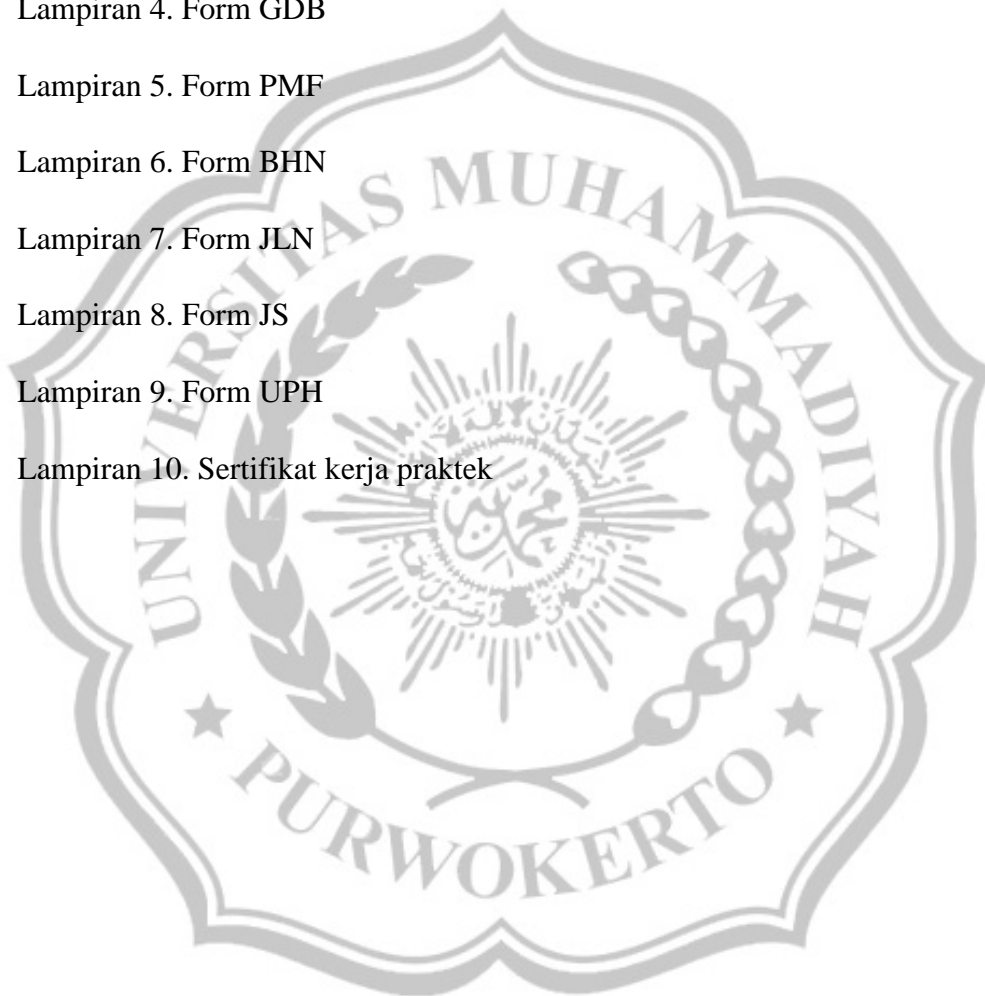 Lampiran 4. Form GDB
Lampiran 5. Form PMF
Lampiran 6. Form BHN
Lampiran 7. Form JLN
Lampiran 8. Form JS
Lampiran 9. Form UPH
Lampiran 10. Sertifikat kerja praktek
UNIVERSITAS MUHAMMADIYAH
PURWOKERTO